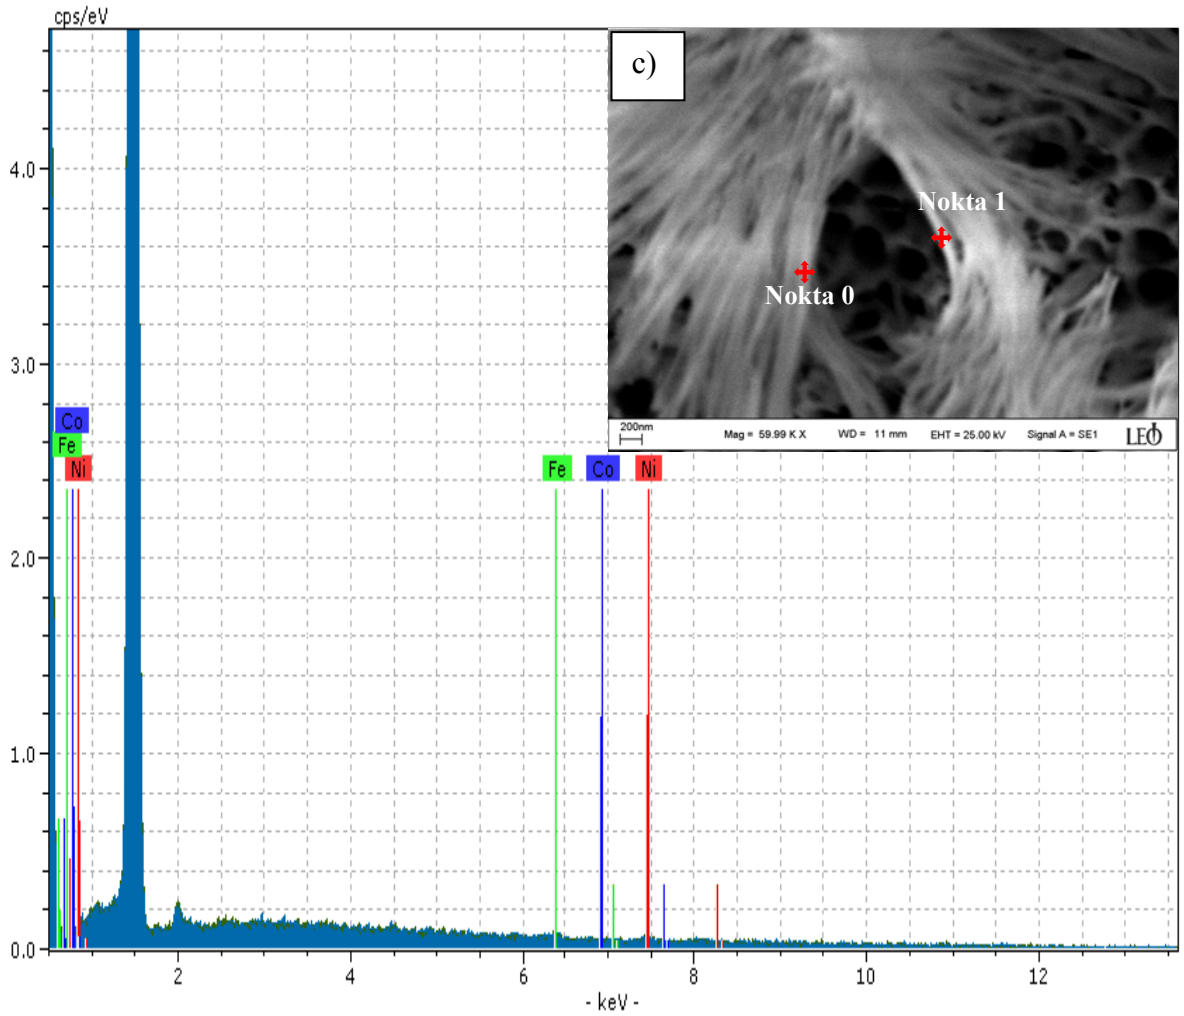 cps/eV
c)
Nokta 1
Nokta 0
200nm
Mag = 59.99 K X
WD = 11 mm
EHT = 25.00 kV
Signal A = SE1
LEO
4.0
3.0
2.0
1.0
0.0
Co
Fe
Ni
Fe
Co
Ni
2
4
6
8
10
12
- keV -